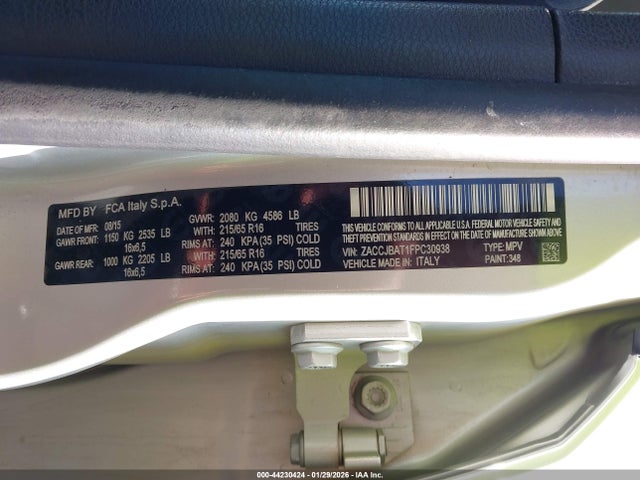 MFD BY FCA Italy S.p.A.
08/15 GVWR: 2080 KG 4586 LB
GAWR FRONT: 1150 KG 2535 LB WITH: 215/65 R16 TIRES
16x6,5 RIMS AT: 240 KPA(35 PSI) COLD
GAWR REAR: 1000 KG 2205 LB WITH: 215/65 R16 TIRES
16x6,5 RIMS AT: 240 KPA(35 PSI) COLD
THIS VEHICLE CONFORMS TO ALL APPLICABLE U.S.A. FEDERAL MOTOR VEHICLE SAFETY,
BUMPER AND THEFT PREVENTION STANDARDS IN EFFECT ON THE DATE OF
MANUFACTURE SHOWN ABOVE
VIN: ZACCJBAT1FPC30938 TYPE: MPV
VEHICLE MADE IN: ITALY PAINT: 348
000-44230424 - 01/29/2026 - IAA Inc.